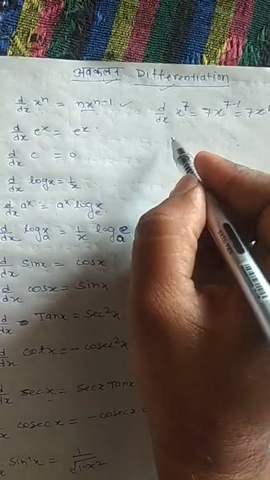 अवकलन Differentiation
d/dx xⁿ = nxⁿ⁻¹ ✓ d/dx x⁷ = 7x⁷⁻¹ = 7x
d/dx eˣ = eˣ
d/dx c = 0
d/dx logx = 1/x
d/dx aˣ = aˣ logₑ
d/dx logₐx = 1/x logₐe
d/dx sinx = cosx
d/dx cosx = sinx
d/dx Tanx = sec²x
d/dx cotx = -cosec²x
d/dx secx = secx Tanx
cosecx = -cosecx.c
sin⁻¹x = 1/√1-x²